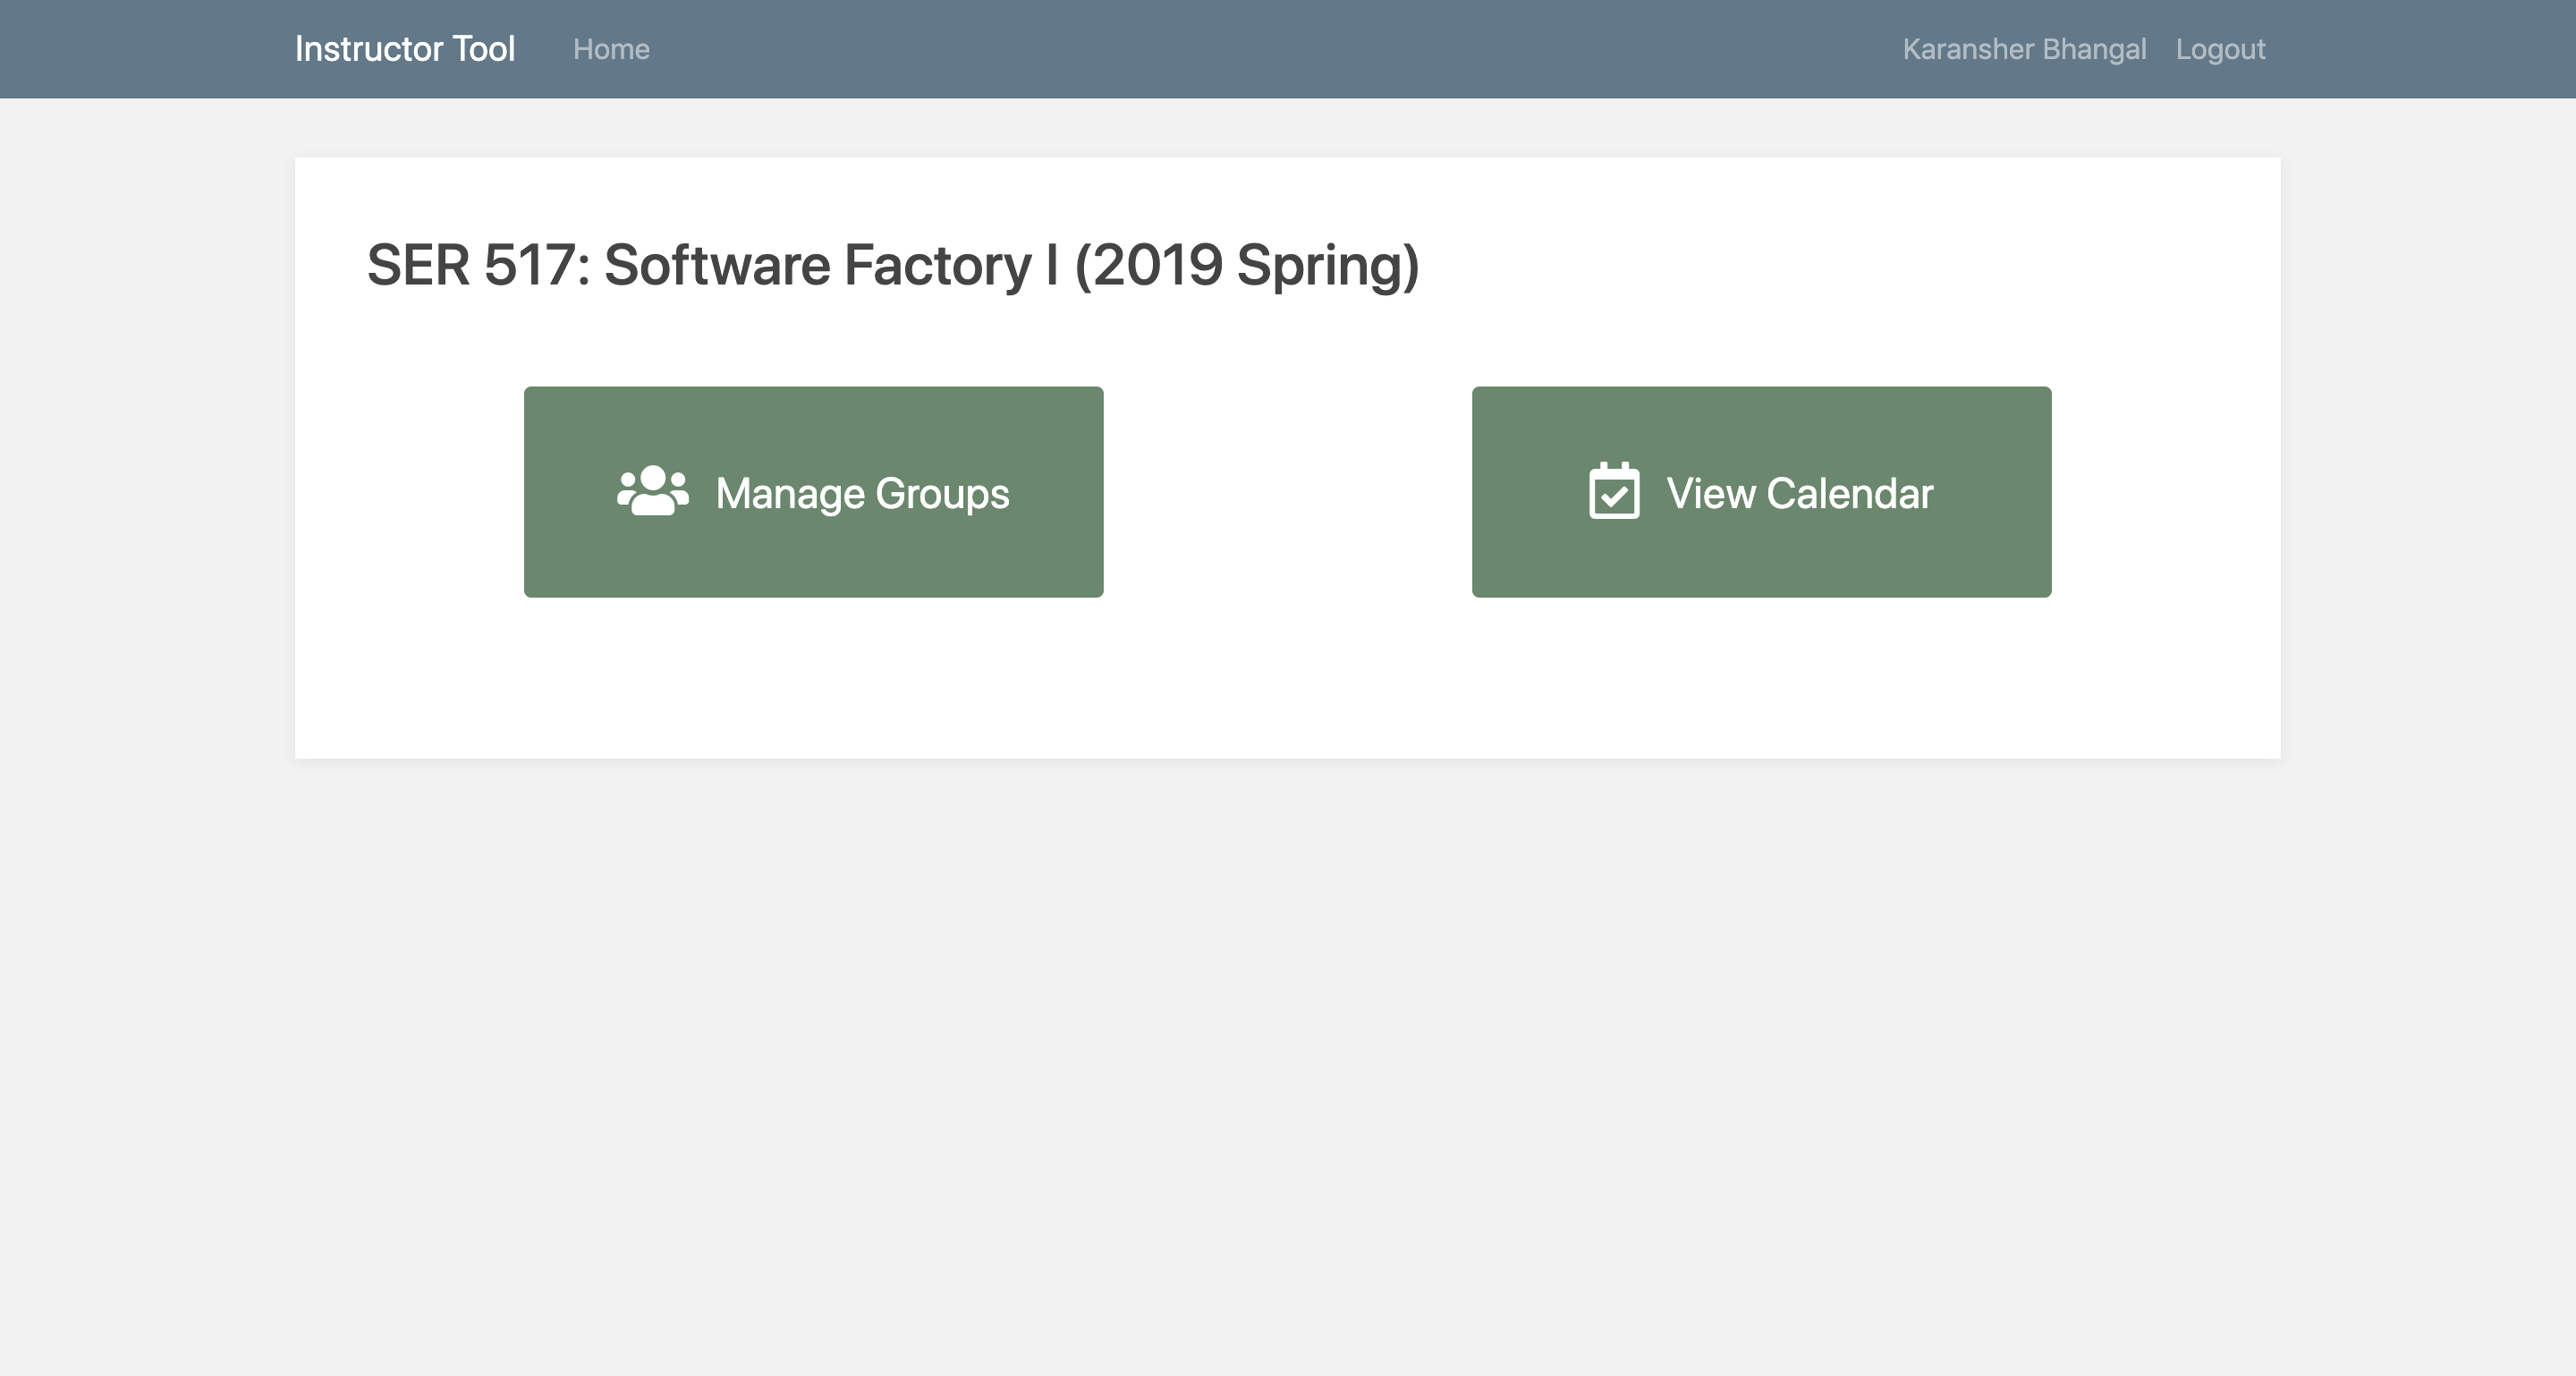 Instructor Tool Home Karansher Bhangal Logout
SER 517: Software Factory I (2019 Spring)
Manage Groups View Calendar